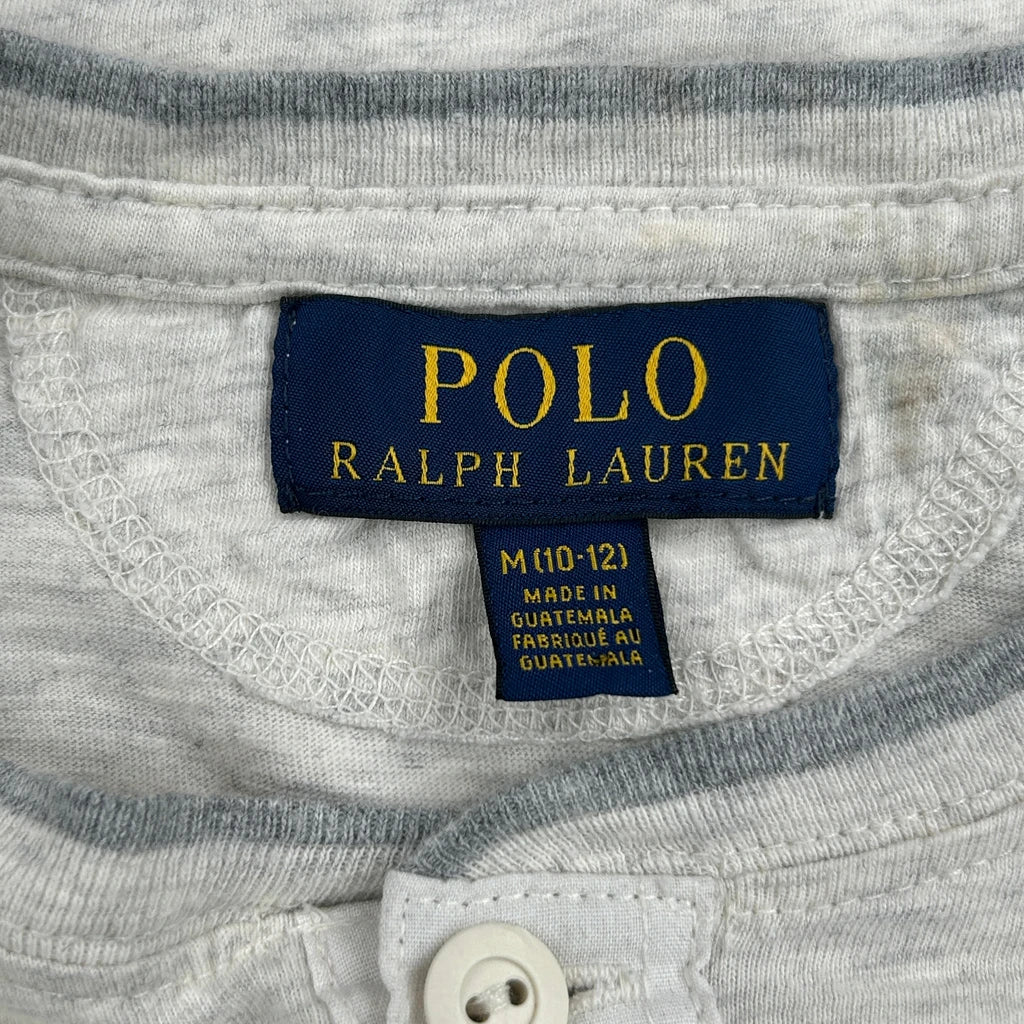 POLO
RALPH LAUREN
M (10-12)
MADE IN
GUATEMALA
FABRIQUÉ AU
GUATEMALA